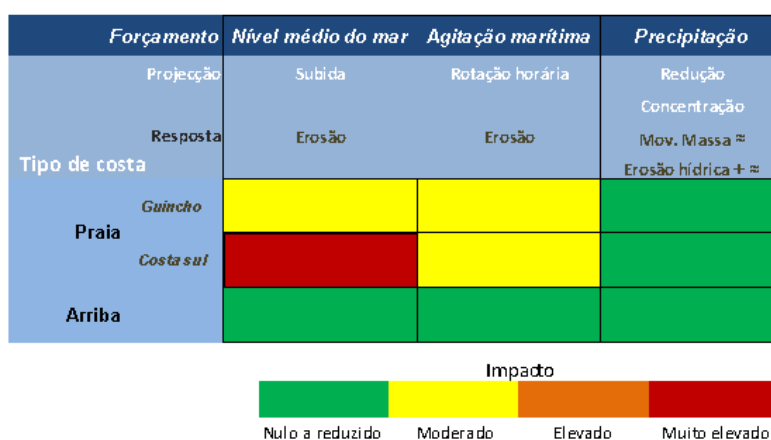 Forçamento Nível médio do mar Agitação marítima Precipitação
Projecção Subida Rotação horária Redução
Concentração
Resposta Erosão Erosão Mov. Massa ≈
Tipo de costa Erosão hídrica + ≈
Guincho
Praia
Costa sul
Arriba
Impacto
Nulo a reduzido Moderado Elevado Muito elevado